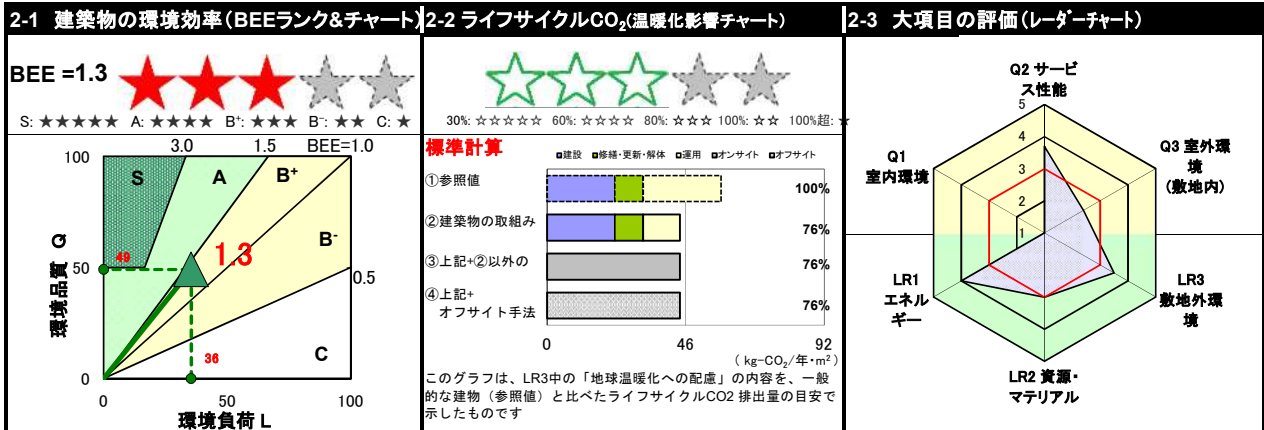 2-1 建築物の環境効率(BEEランク&チャート)
BEE =1.3
S: ★★★★★ A: ★★★★ B+: ★★★ B-: ★★ C: ★
3.0 1.5 BEE=1.0
100
S A B+
B-
50
49
1.3
0.5
36
C
0
0 50 100
環境品質 Q
環境負荷 L
2-2 ライフサイクルCO2(温暖化影響チャート)
30%: ☆☆☆☆☆ 60%: ☆☆☆☆ 80%: ☆☆☆ 100%: ☆☆ 100%超: ★
標準計算
建設 修繕・更新・解体 運用 オンサイト オフサイト
①参照値 100%
②建築物の取組み 76%
③上記+②以外の 76%
④上記+
オフサイト手法 76%
0 46 92
( kg-CO2/年・m2 )
このグラフは、LR3中の「地球温暖化への配慮」の内容を、一般
的な建物(参照値)と比べたライフサイクルCO2 排出量の目安で
示したものです
2-3 大項目の評価(レーダーチャート)
Q2 サービ
ス性能
5
4
3
2
1
Q1
室内環境
Q3 室外環
境
(敷地内)
LR1
エネル
ギー
LR3
敷地外環
境
LR2 資源・
マテリアル